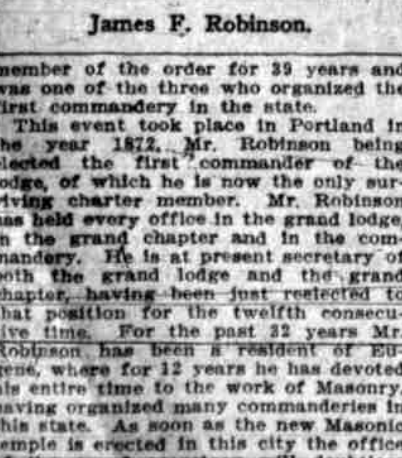 James F. Robinson.
member of the order for 39 years and
was one of the three who organized the
first commandery in the state.
This event took place in Portland in
the year 1872, Mr. Robinson being
elected the first commander of the
lodge, of which he is now the only sur-
viving charter member. Mr. Robinson
has held every office in the grand lodge,
in the grand chapter and in the com-
mandery. He is at present secretary of
both the grand lodge and the grand
chapter, having been just reelected to
that position for the twelfth consecu-
tive time. For the past 32 years Mr.
Robinson has been a resident of Eu-
gene, where for 12 years he has devoted
his entire time to the work of Masonry,
having organized many commanderies in
this state. As soon as the new Masonic
temple is erected in this city the office